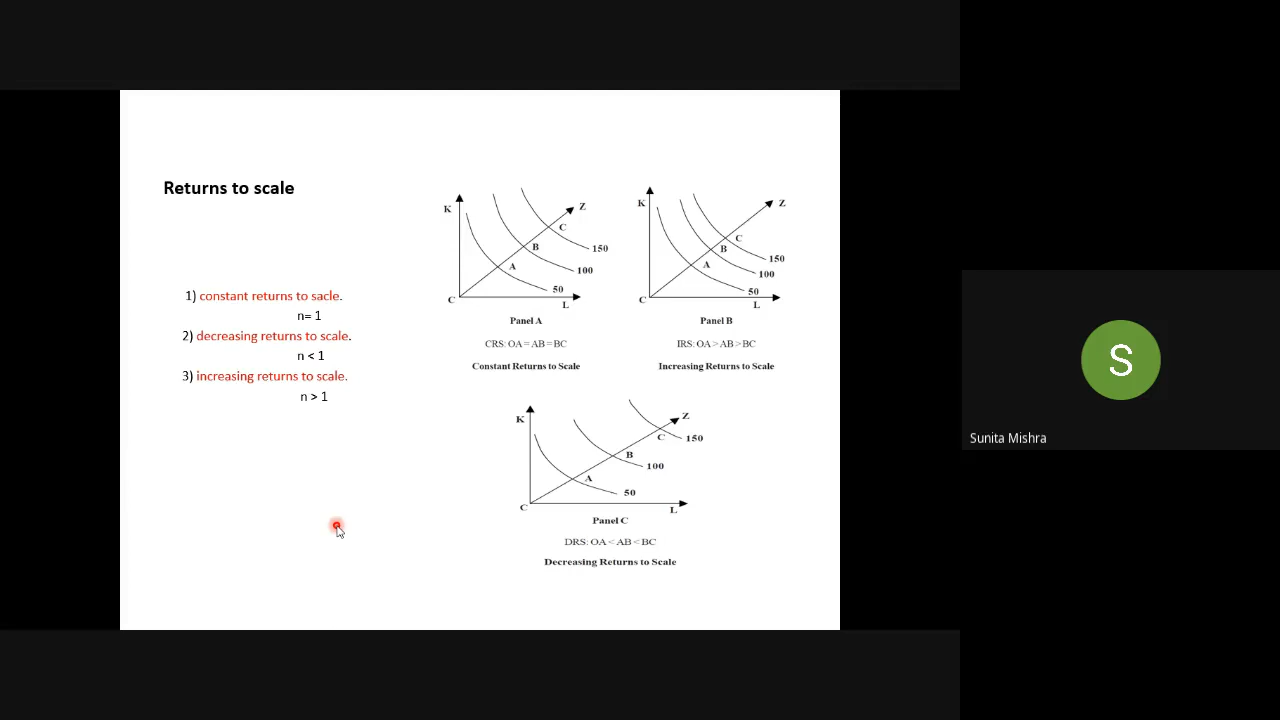 Returns to scale
1) constant returns to sacle.
n= 1
2) decreasing returns to scale.
n < 1
3) increasing returns to scale.
n > 1
K
Z
C
B
A
150
100
50
C
L
Panel A
CRS: OA = AB = BC
Constant Returns to Scale
K
Z
C
B
A
150
100
50
C
L
Panel B
IRS: OA > AB > BC
Increasing Returns to Scale
K
Z
C
150
B
100
A
50
C
L
Panel C
DRS: OA < AB < BC
Decreasing Returns to Scale
S
Sunita Mishra